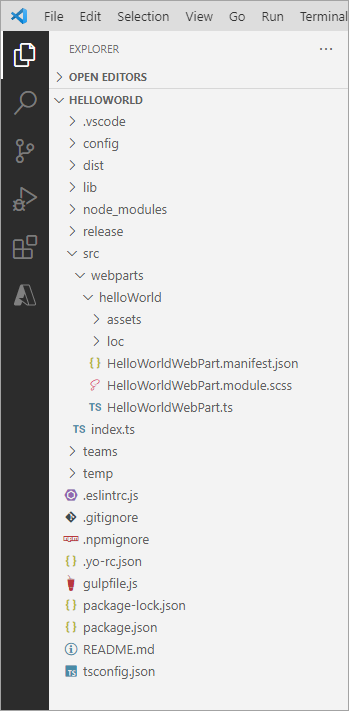 File Edit Selection View Go Run Terminal
EXPLORER ...
OPEN EDITORS
HELLOWORLD
.vscode
config
dist
lib
node_modules
release
src
webparts
helloWorld
assets
loc
{} HelloWorldWebPart.manifest.json
HelloWorldWebPart.module.scss
TS HelloWorldWebPart.ts
TS index.ts
teams
temp
.eslintrc.js
.gitignore
npm .npmignore
{} .yo-rc.json
gulpfile.js
{} package-lock.json
{} package.json
README.md
TS tsconfig.json